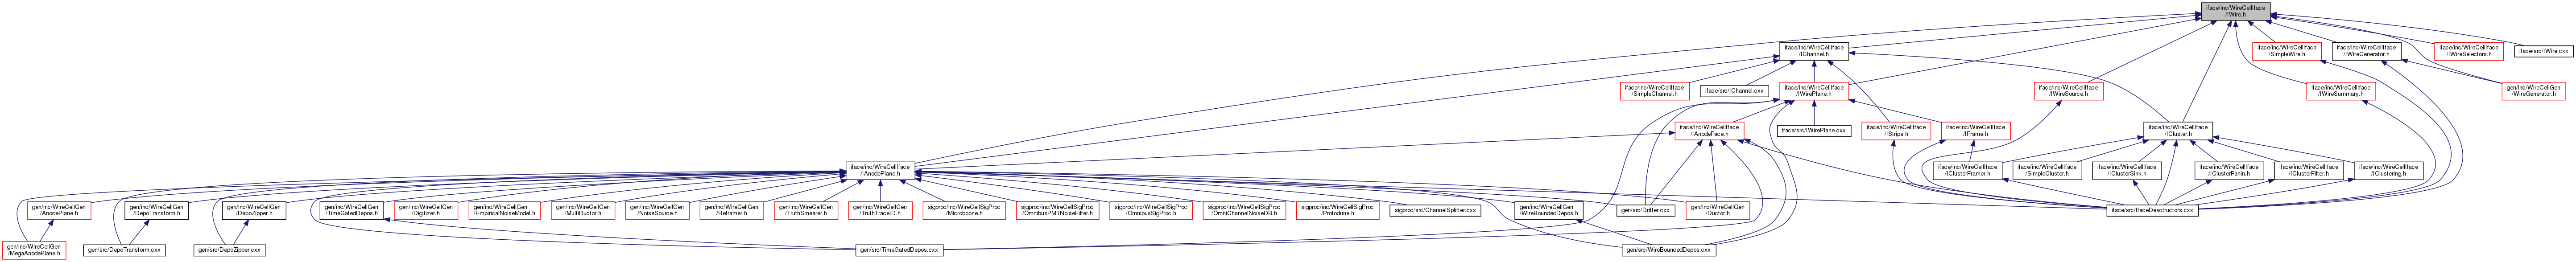 iface/inc/WireCellIface
/IWire.h
iface/inc/WireCellIface
/IChannel.h
iface/inc/WireCellIface
/SimpleWire.h
iface/inc/WireCellIface
/IWireGenerator.h
iface/inc/WireCellIface
/IWireSelectors.h
iface/src/IWire.cxx
iface/inc/WireCellIface
/SimpleChannel.h
iface/src/IChannel.cxx
iface/inc/WireCellIface
/IWirePlane.h
iface/inc/WireCellIface
/IWireSource.h
iface/inc/WireCellIface
/IWireSummary.h
gen/inc/WireCellGen
/WireGenerator.h
iface/inc/WireCellIface
/IAnodeFace.h
iface/src/IWirePlane.cxx
iface/inc/WireCellIface
/IStripe.h
iface/inc/WireCellIface
/IFrame.h
iface/inc/WireCellIface
/ICluster.h
iface/inc/WireCellIface
/IAnodePlane.h
iface/inc/WireCellIface
/IClusterFramer.h
iface/inc/WireCellIface
/SimpleCluster.h
iface/inc/WireCellIface
/IClusterSink.h
iface/inc/WireCellIface
/IClusterFanin.h
iface/inc/WireCellIface
/IClusterFilter.h
iface/inc/WireCellIface
/IClustering.h
gen/inc/WireCellGen
/AnodePlane.h
gen/inc/WireCellGen
/DepoTransform.h
gen/inc/WireCellGen
/DepoZipper.h
gen/inc/WireCellGen
/TimeGatedDepos.h
gen/inc/WireCellGen
/Digitizer.h
gen/inc/WireCellGen
/EmpiricalNoiseModel.h
gen/inc/WireCellGen
/MultiDuctor.h
gen/inc/WireCellGen
/NoiseSource.h
gen/inc/WireCellGen
/Reframer.h
gen/inc/WireCellGen
/TruthSmearer.h
gen/inc/WireCellGen
/TruthTraceID.h
sigproc/inc/WireCellSigProc
/Microboone.h
sigproc/inc/WireCellSigProc
/OmnibusPMTNoiseFilter.h
sigproc/inc/WireCellSigProc
/OmnibusSigProc.h
sigproc/inc/WireCellSigProc
/OmniChannelNoiseDB.h
sigproc/inc/WireCellSigProc
/Protodune.h
sigproc/src/ChannelSplitter.cxx
gen/inc/WireCellGen
/WireBoundedDepos.h
gen/src/Drifter.cxx
gen/inc/WireCellGen
/Ductor.h
iface/src/IfaceDesctructors.cxx
gen/inc/WireCellGen
/MegaAnodePlane.h
gen/src/DepoTransform.cxx
gen/src/DepoZipper.cxx
gen/src/TimeGatedDepos.cxx
gen/src/WireBoundedDepos.cxx